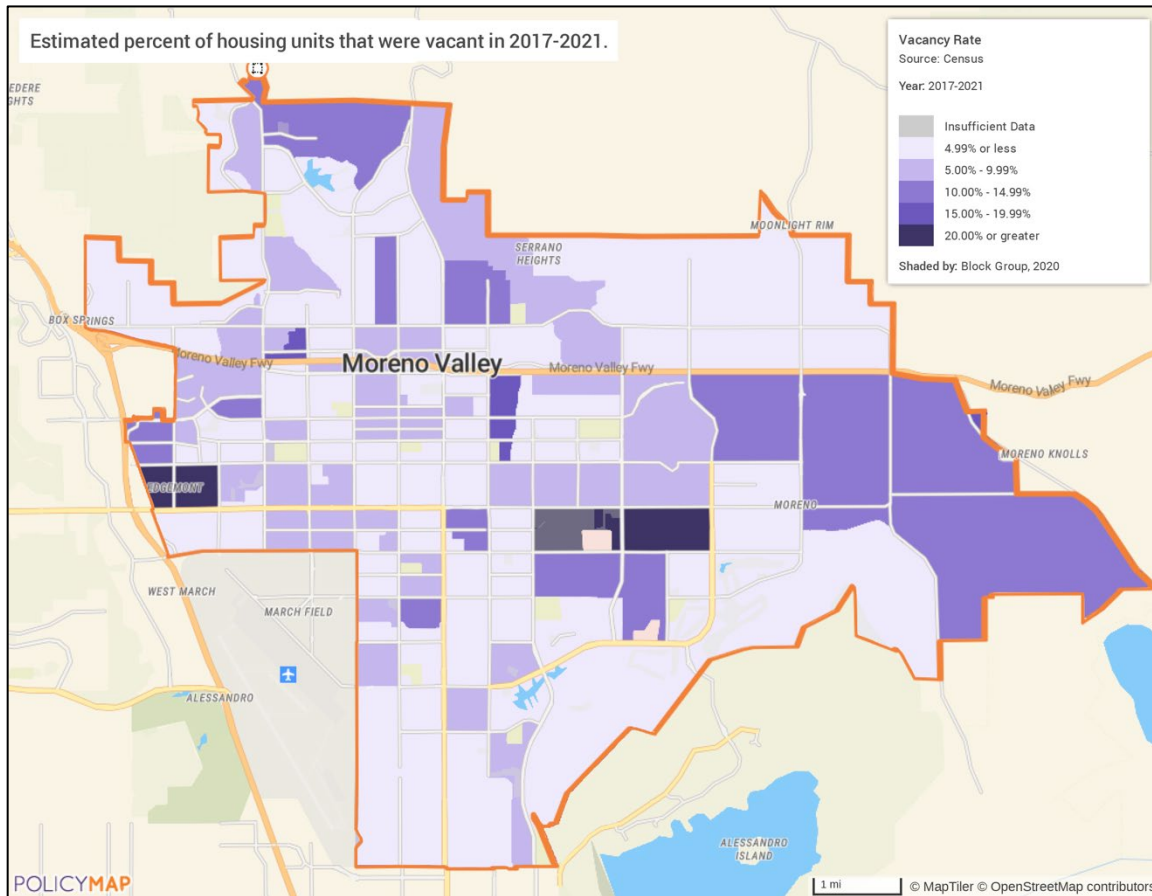 Estimated percent of housing units that were vacant in 2017-2021.
Vacancy Rate
Source: Census
Year: 2017-2021
Insufficient Data
4.99% or less
5.00% - 9.99%
10.00% - 14.99%
15.00% - 19.99%
20.00% or greater
Shaded by: Block Group, 2020
EDERE
GHTS
MOONLIGHT RIM
SERRANO
HEIGHTS
BOX SPRINGS
Moreno Valley Fwy
Moreno Valley
Moreno Valley Fwy
Moreno Valley Fwy
MORENO KNOLLS
EDGEMONT
MORENO
WEST MARCH
MARCH FIELD
ALESSANDRO
ALESSANDRO
ISLAND
POLICYMAP
1 mi
© MapTiler © OpenStreetMap contributors